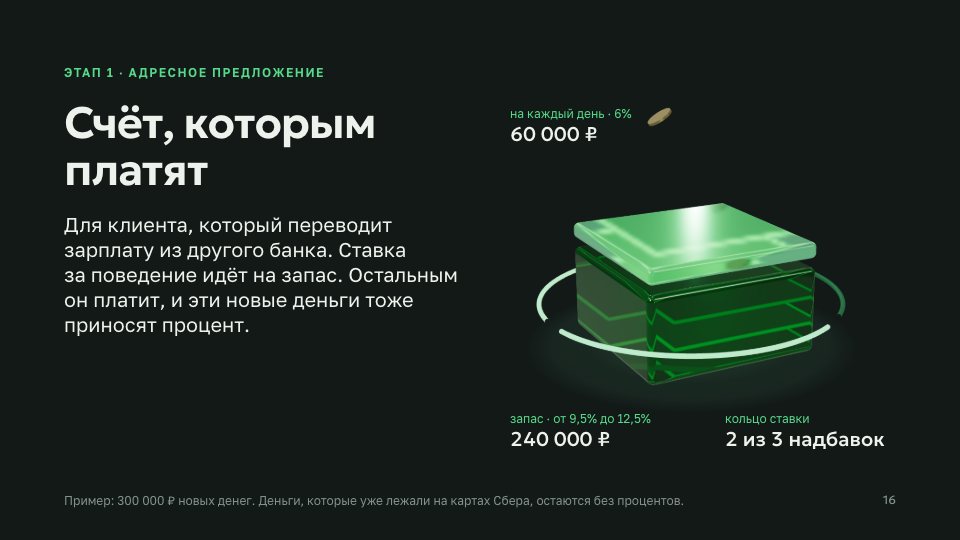 ЭТАП 1 · АДРЕСНОЕ ПРЕДЛОЖЕНИЕ
Счёт, которым
платят
Для клиента, который переводит
зарплату из другого банка. Ставка
за поведение идёт на запас. Остальным
он платит, и эти новые деньги тоже
приносят процент.
на каждый день · 6%
60 000 ₽
запас · от 9,5% до 12,5%
240 000 ₽
кольцо ставки
2 из 3 надбавок
Пример: 300 000 ₽ новых денег. Деньги, которые уже лежали на картах Сбера, остаются без процентов.
16